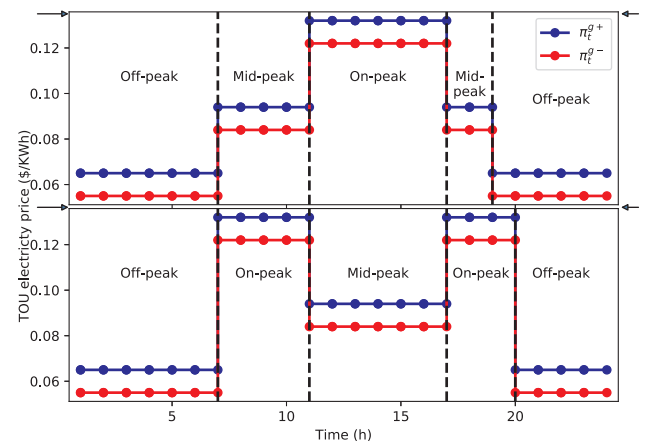 0.12
0.10
0.08
0.06
Off-peak
Mid-peak
On-peak
Mid-
peak
Off-peak
π_t^{g+}
π_t^{g−}
TOU electricty price ($/KWh)
0.12
0.10
0.08
0.06
Off-peak
On-peak
Mid-peak
On-peak
Off-peak
5
10
15
20
Time (h)